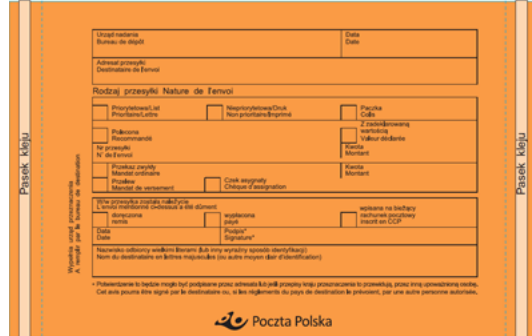 Urząd nadania
Bureau de dépôt
Data
Date
Adresat przesyłki
Destinataire de l'envoi
Rodzaj przesyłki Nature de l'envoi
Priorytetowa/List
Prioritaire/Lettre
Niepriorytetowa/Druk
Non prioritaire/Imprimé
Paczka
Colis
Polecona
Recommandé
Z zadeklarowaną
wartością
Valeur déclarée
Nr przesyłki
N° de l'envoi
Kwota
Montant
Przekaz zwykły
Mandat ordinaire
Przelew
Mandat de versement
Czek asygnaty
Chèque d'assignation
Kwota
Montant
W/w przesyłka została należycie
L'envoi mentionné ci-dessus a été dûment
doręczona
remis
wypłacona
payé
wpisana na bieżący
rachunek pocztowy
inscrit en CCP
Data
Date
Podpis*
Signature*
Nazwisko odbiorcy wielkimi literami (lub inny wyraźny sposób identyfikacji)
Nom du destinataire en lettres majuscules (ou autre moyen clair d'identification)
* Potwierdzenie to będzie mogło być podpisane przez adresata lub jeśli przepisy kraju przeznaczenia to przewidują, przez inną upoważnioną osobę.
Cet avis pourra être signé par le destinataire ou, si les règlements du pays de destination le prévoient, par une autre personne autorisée.
Wypełnia urząd przeznaczenia
A remplir par le bureau de destination
Pasek kleju
Pasek kleju
Poczta Polska